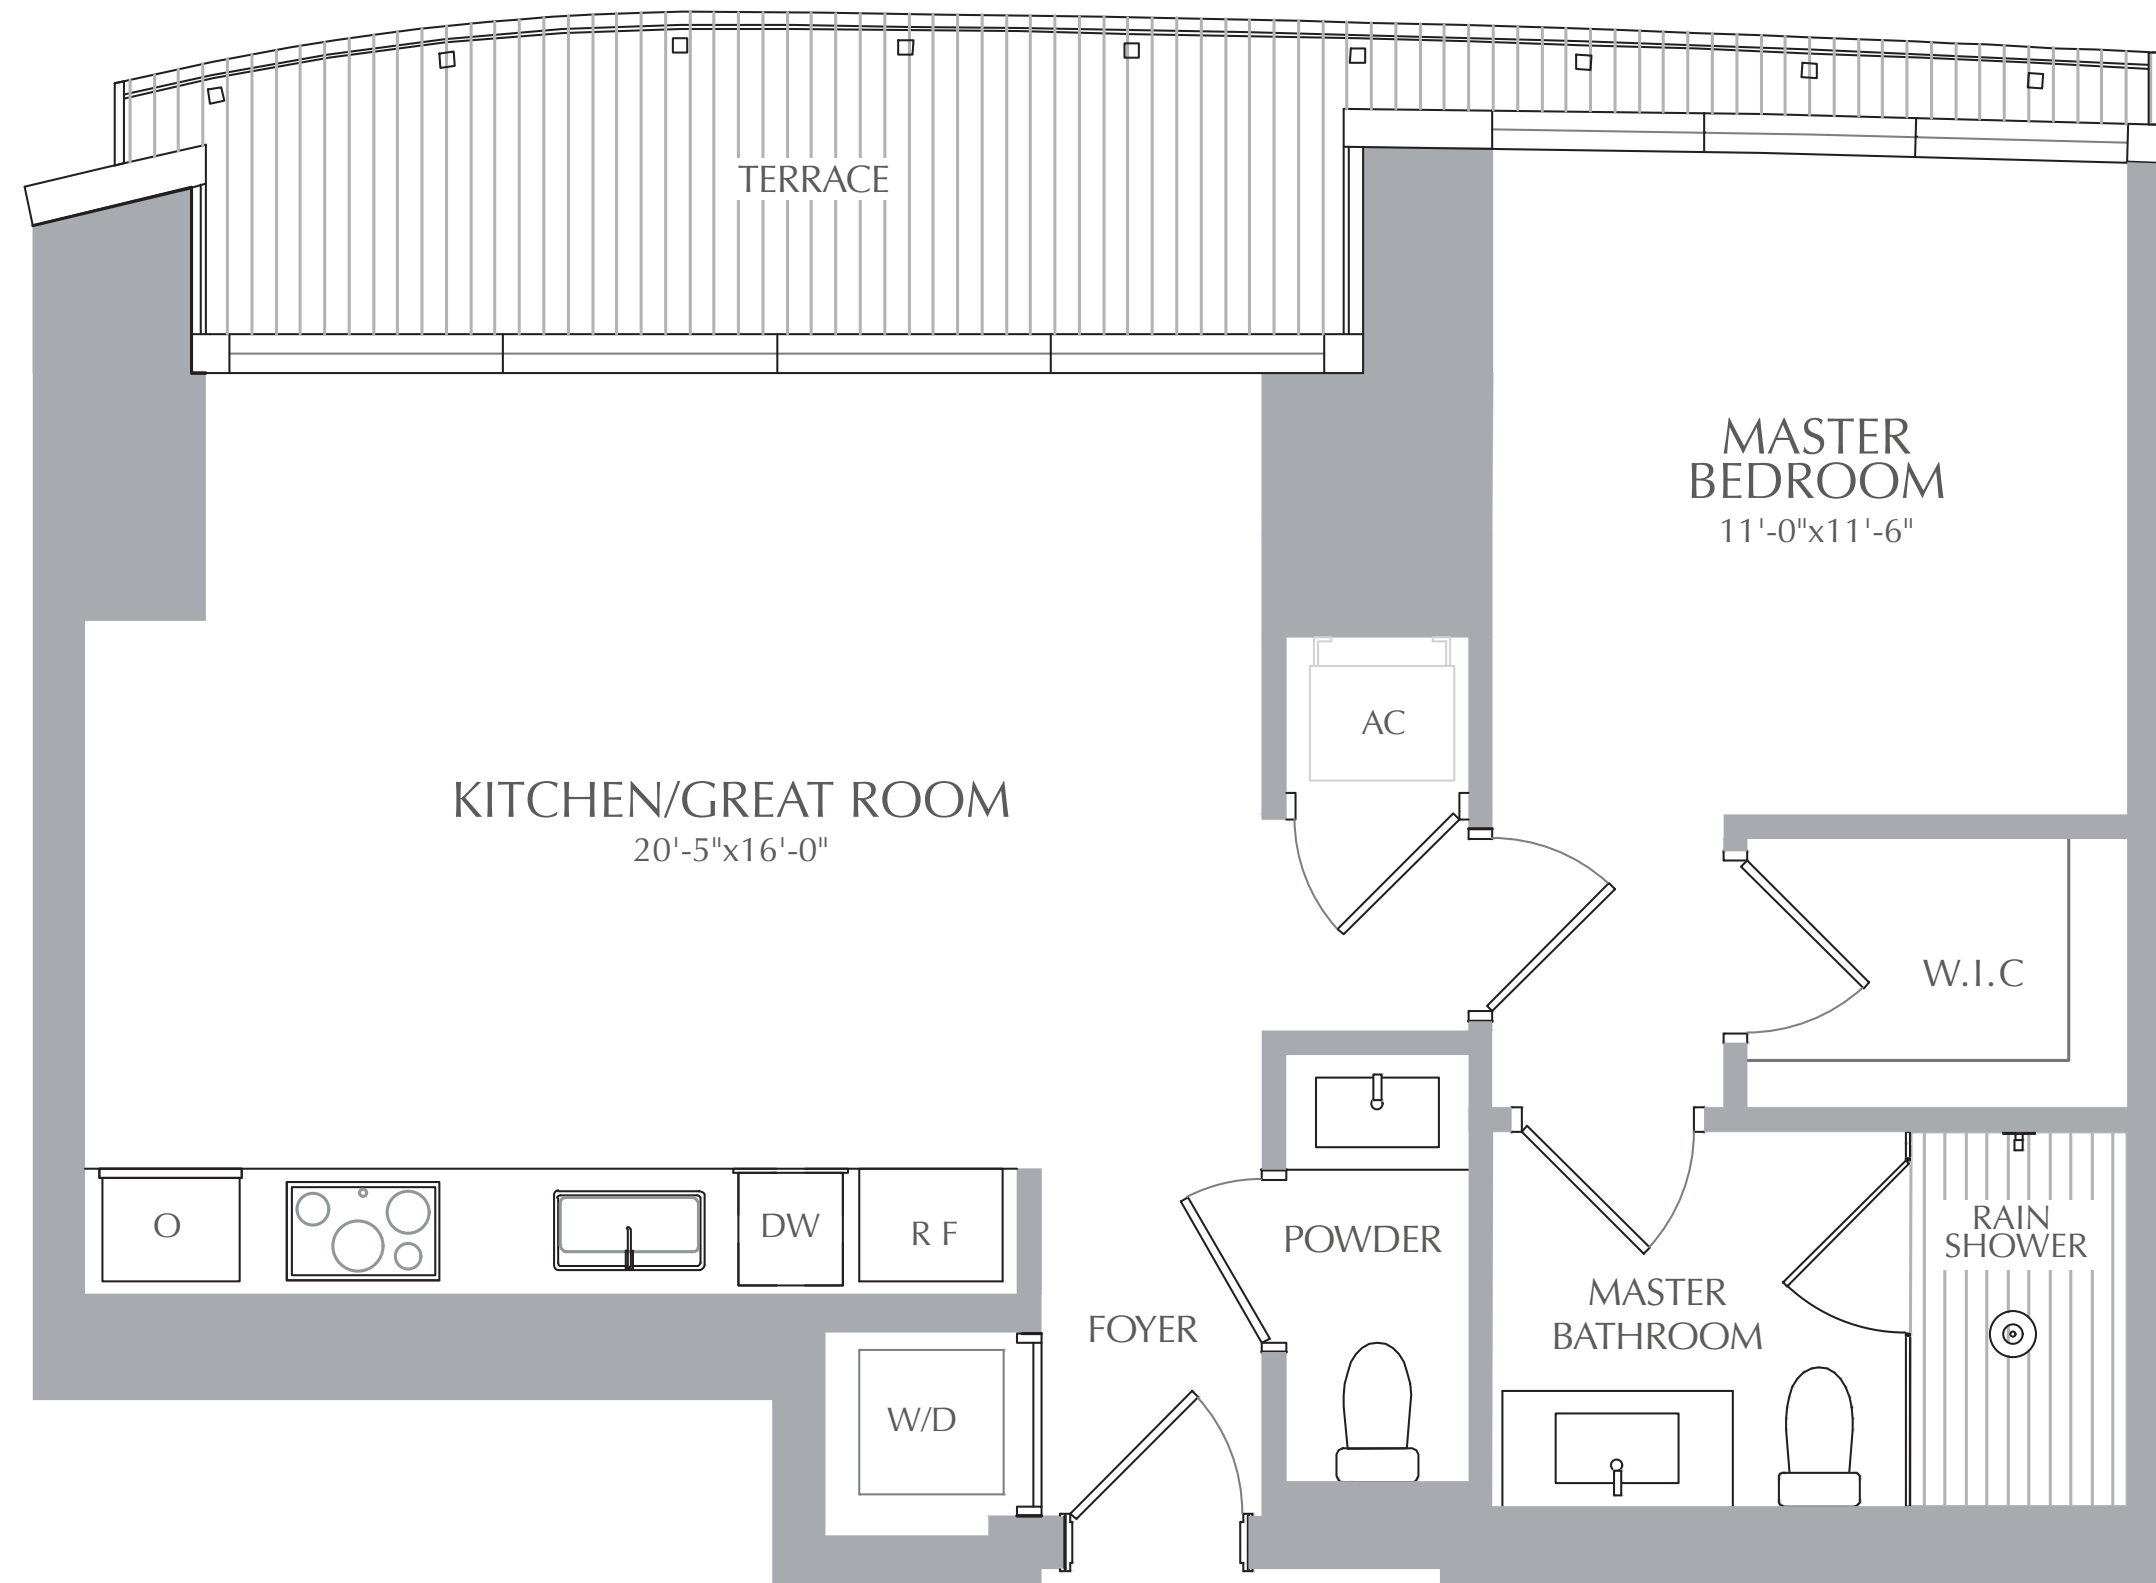 TERRACE
MASTER
BEDROOM
11'-0"x11'-6"
AC
KITCHEN/GREAT ROOM
20'-5"x16'-0"
W.I.C
O
DW
R F
POWDER
RAIN
SHOWER
FOYER
MASTER
BATHROOM
W/D